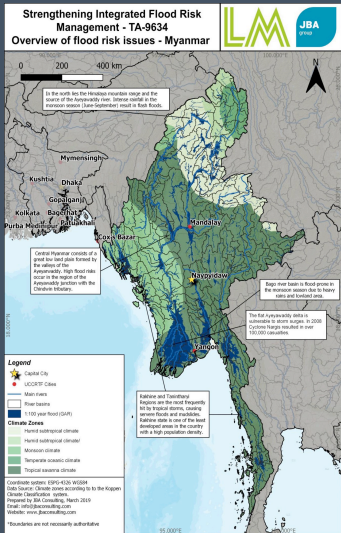 Strengthening Integrated Flood Risk
Management - TA-9634
Overview of flood risk issues - Myanmar
LM
JBA
group
90.000°E
100.000°E
0 200 400 km
N
In the north lies the Himalaya mountain range and the
source of the Ayeyarwaddy river. Intense rainfall in the
monsoon season (June-September) result in flash floods.
Mymensingh
Kushtia
Dhaka
Gopalganj
Kolkata
Bagerhat
Purba Medinipur
Patuakhali
Cox's Bazar
Mandalay
Central Myanmar consists of a
great low land plain formed by
the valleys of the
Ayeyarwaddy. High flood risks
occur in the region of the
Ayeyarwaddy junction with the
Chindwin tributary.
Naypyidaw
Bago river basin is flood-prone in
the monsoon season due to heavy
rains and lowland area.
The flat Ayeyarwaddy delta is
vulnerable to storm surges. In 2008
Cyclone Nargis resulted in over
100,000 casualties.
Yangon
Rakhine and Tanintharyi
Regions are the most frequently
hit by tropical storms, causing
servere floods and mudslides.
Rakhine state is one of the least
developed areas in the country
with a high population density.
Legend
Capital City
UCCRTF Cities
Main rivers
River basins
1:100 year flood (GAR)
Climate Zones
Humid subtropical climate
Humid subtropical climate/
Monsoon climate
Temperate oceanic climate
Tropical savanna climate
Coordinate system: ESPG-4326 WGS84
Data Source: Climate zones according to to the Koppen
Climate Classification system.
Prepared by JBA Consulting, March 2019
Email: info@jbaconsulting.com
Website: www.jbaconsulting.com
*Boundaries are not necissarily authoritative
95.000°E